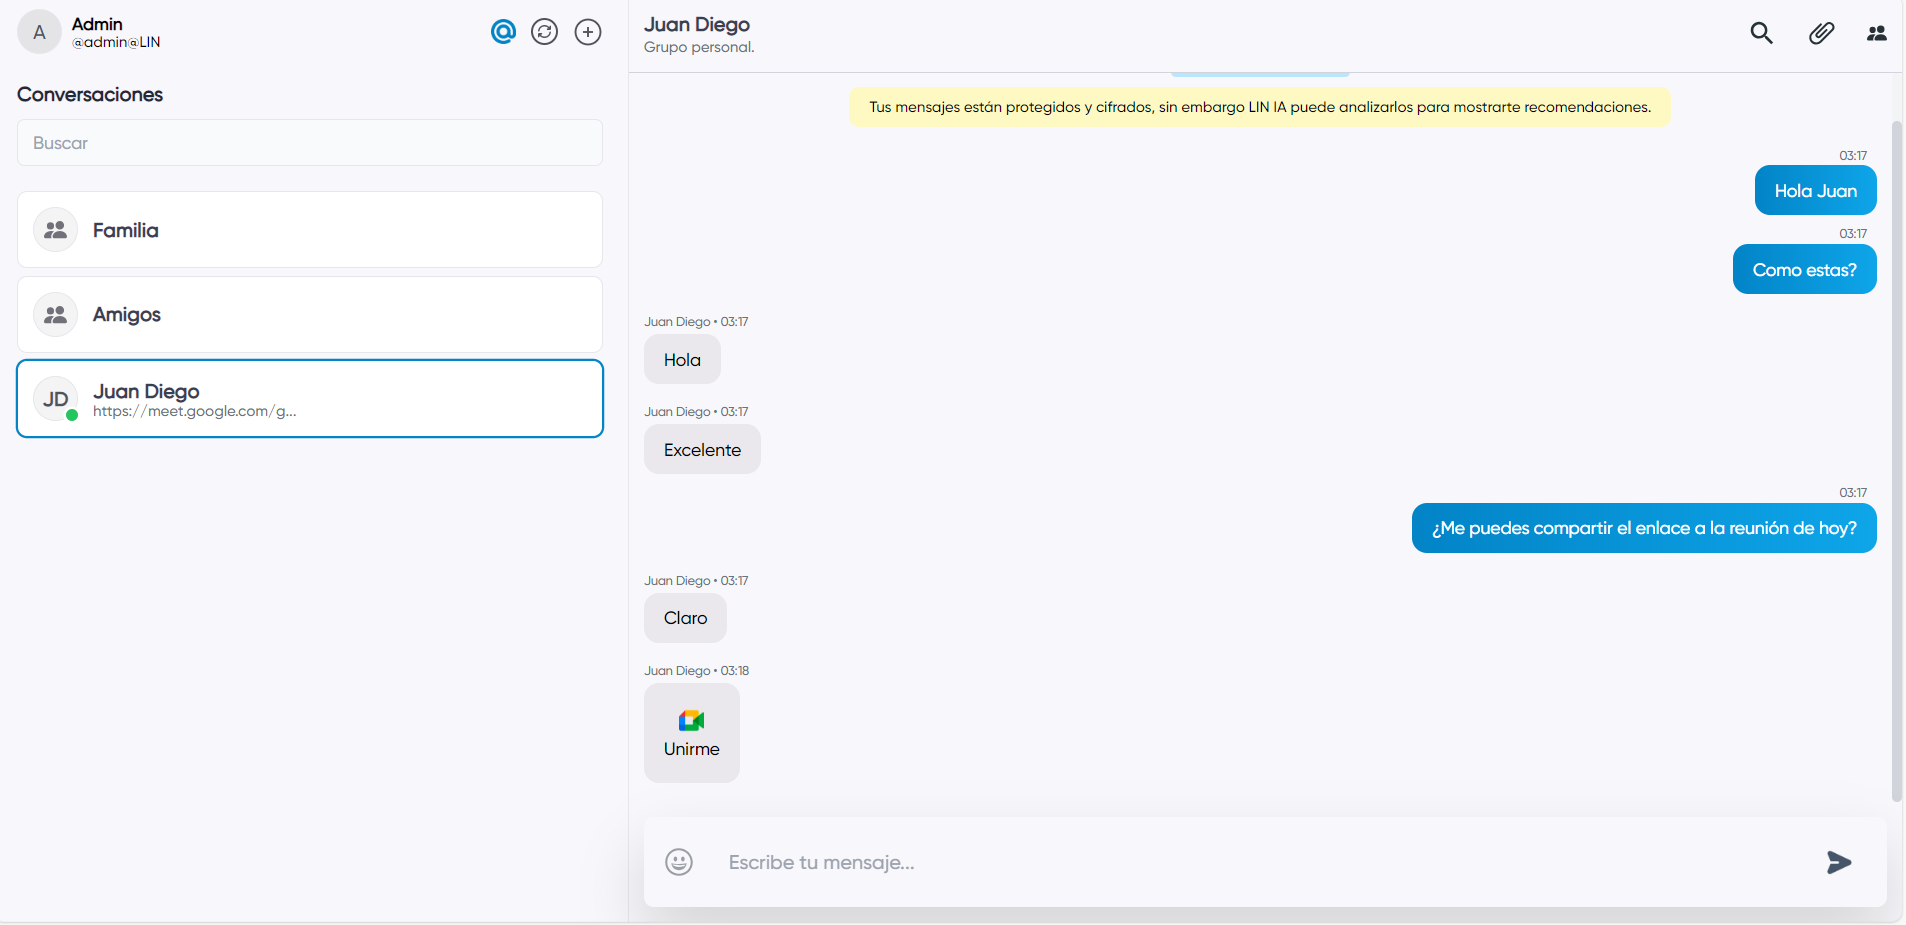 A
Admin
@admin@LIN
Conversaciones
Buscar
Familia
Amigos
JD
Juan Diego
https://meet.google.com/g...
Juan Diego
Grupo personal.
Tus mensajes están protegidos y cifrados, sin embargo LIN IA puede analizarlos para mostrarte recomendaciones.
03:17
Hola Juan
03:17
Como estas?
Juan Diego • 03:17
Hola
Juan Diego • 03:17
Excelente
03:17
¿Me puedes compartir el enlace a la reunión de hoy?
Juan Diego • 03:17
Claro
Juan Diego • 03:18
Unirme
Escribe tu mensaje...